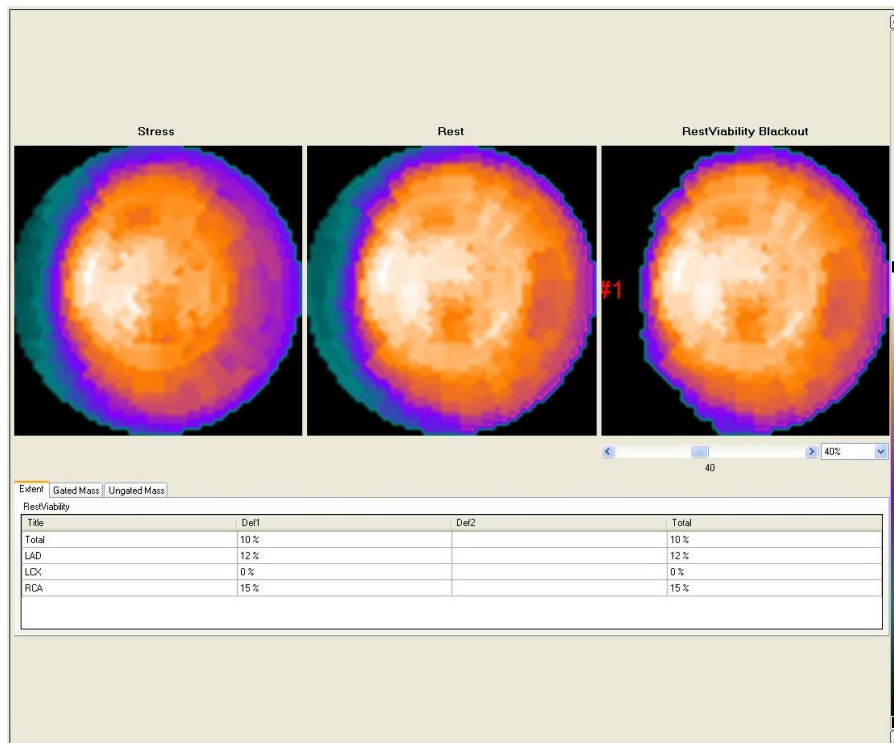 Stress Rest RestViability Blackout
#1
40%
40
Extent Gated Mass Ungated Mass
RestViability
Title Def1 Def2 Total
Total 10 % 10 %
LAD 12 % 12 %
LCX 0 % 0 %
RCA 15 % 15 %